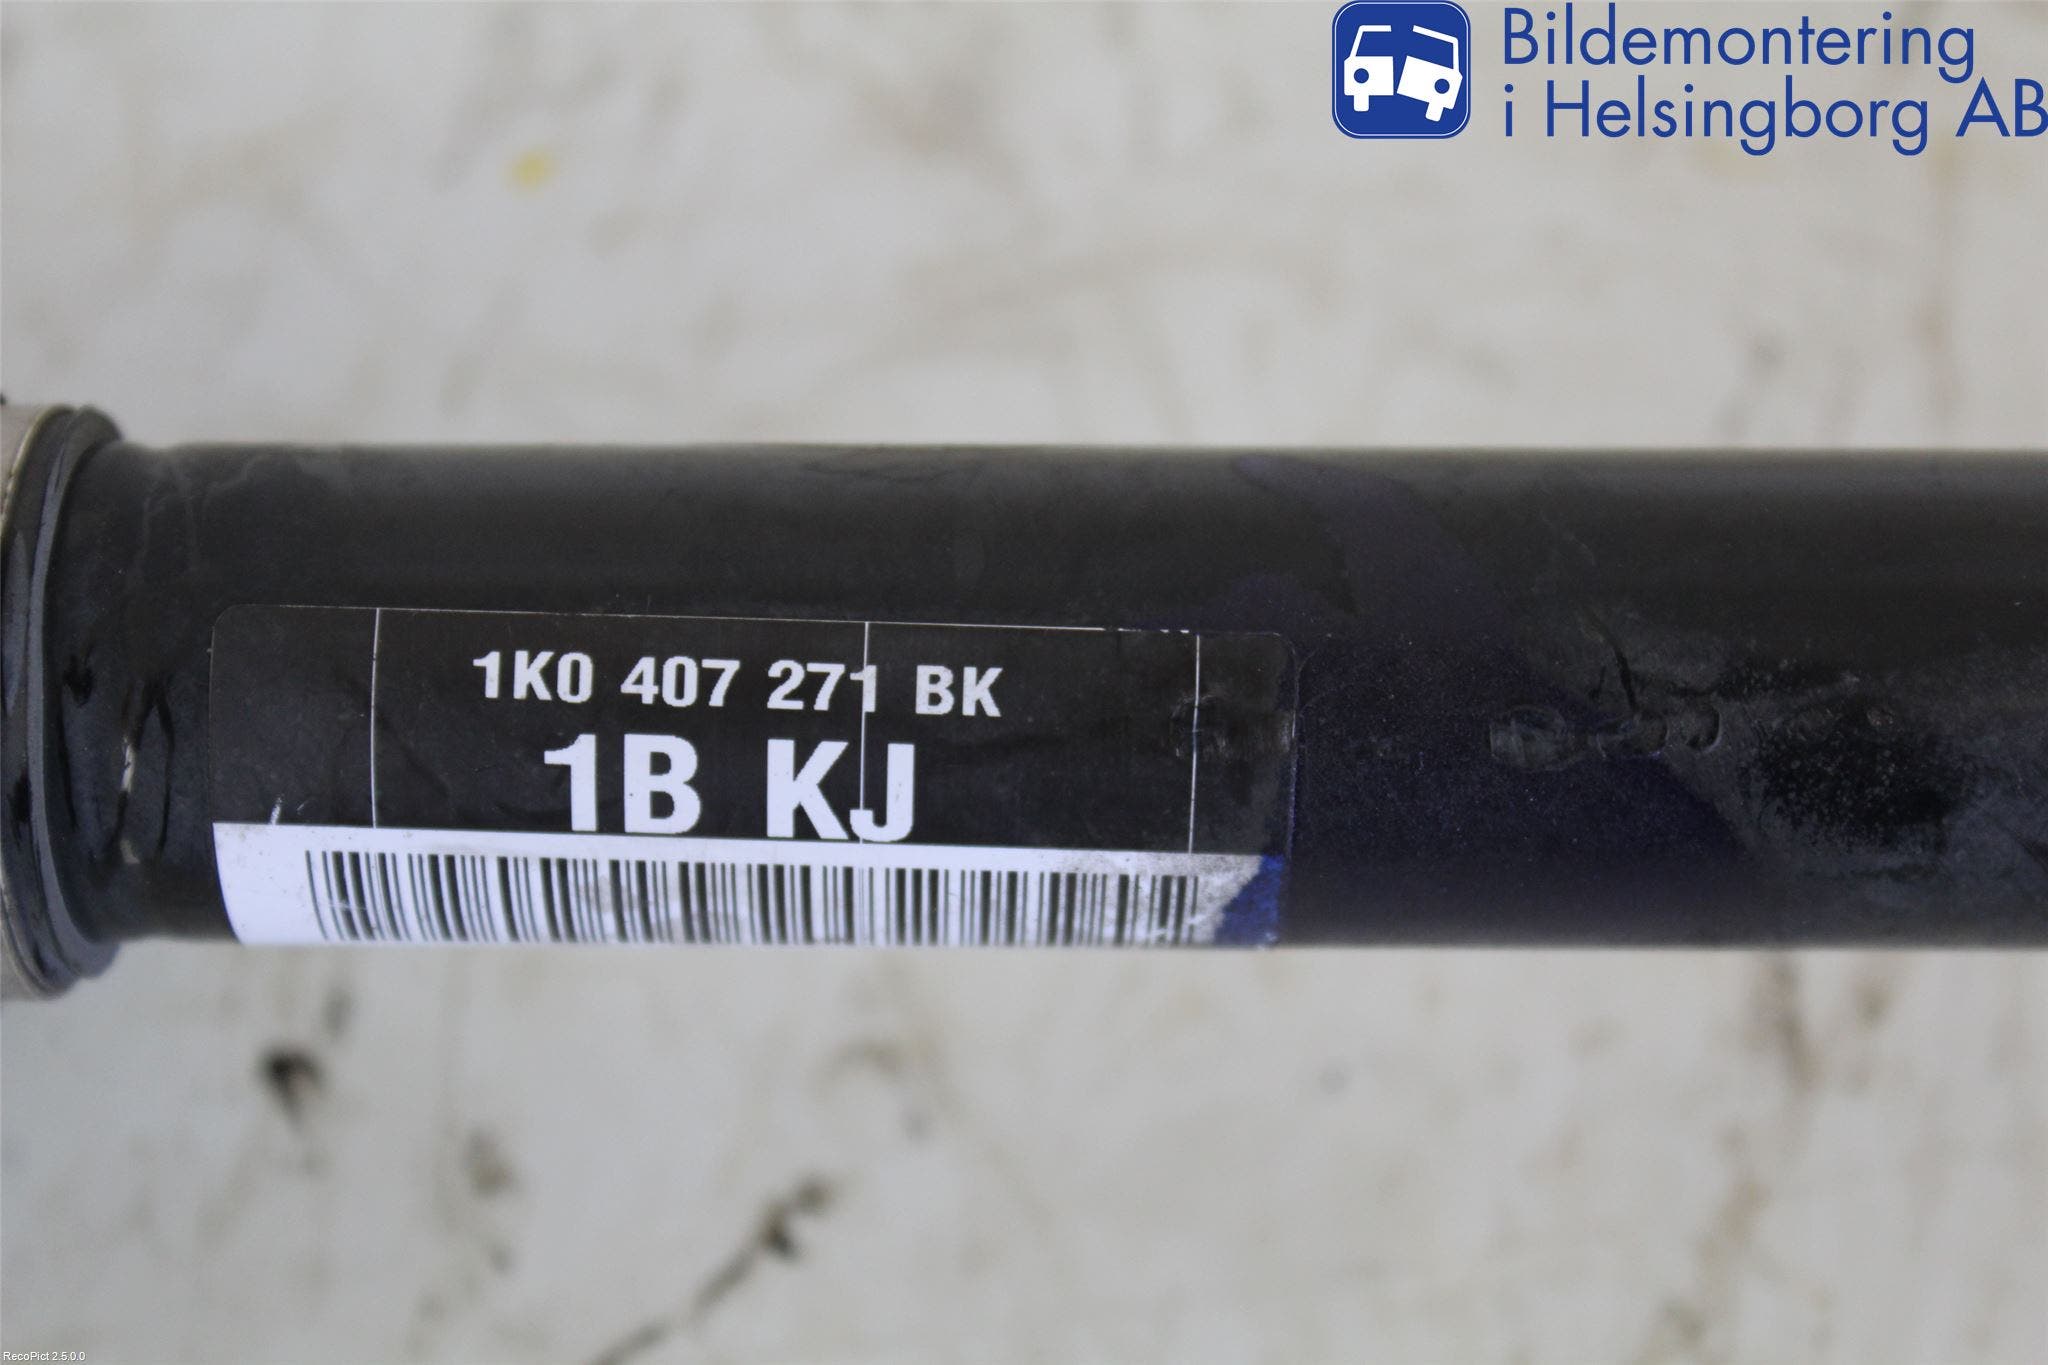 Bildemontering
i Helsingborg AB
1K0 407 271 BK
1B KJ
RecoPict 2.5.0.0